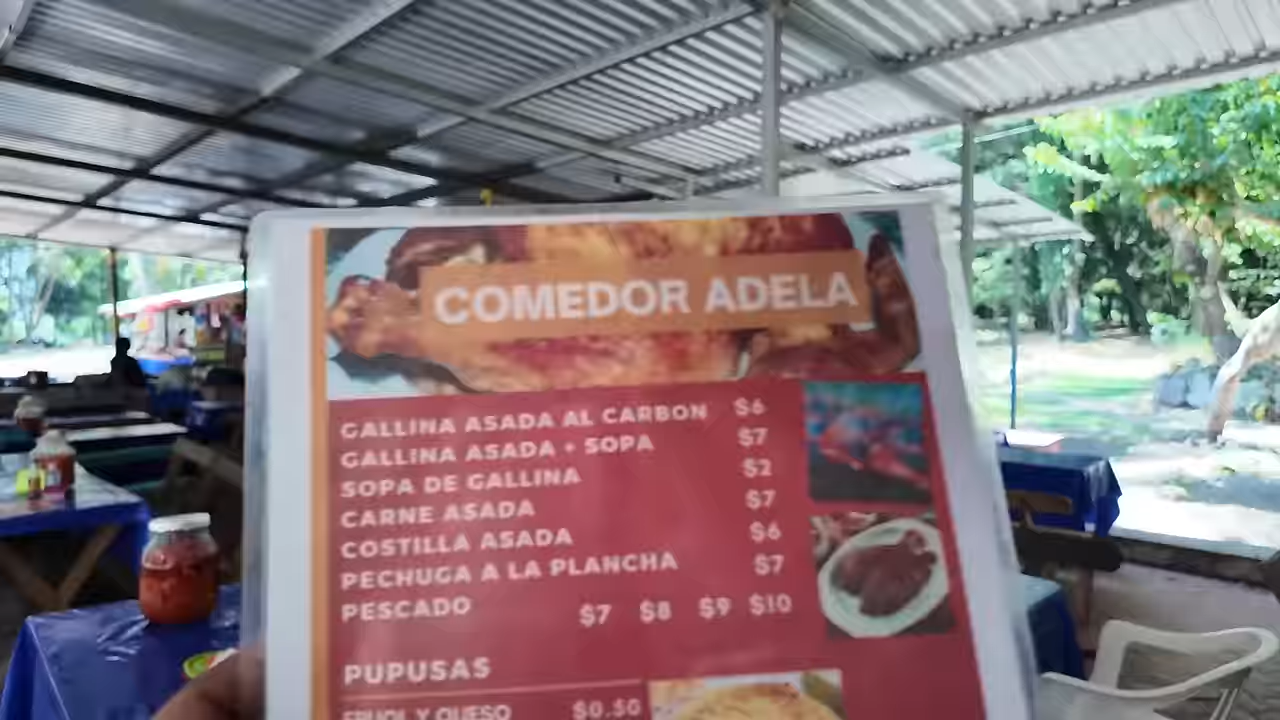 COMEDOR ADELA
GALLINA ASADA AL CARBON $6
GALLINA ASADA + SOPA $7
SOPA DE GALLINA $2
CARNE ASADA $7
COSTILLA ASADA $6
PECHUGA A LA PLANCHA $7
PESCADO $7 $8 $9 $10
PUPUSAS
FRIJOL Y QUESO $0.50